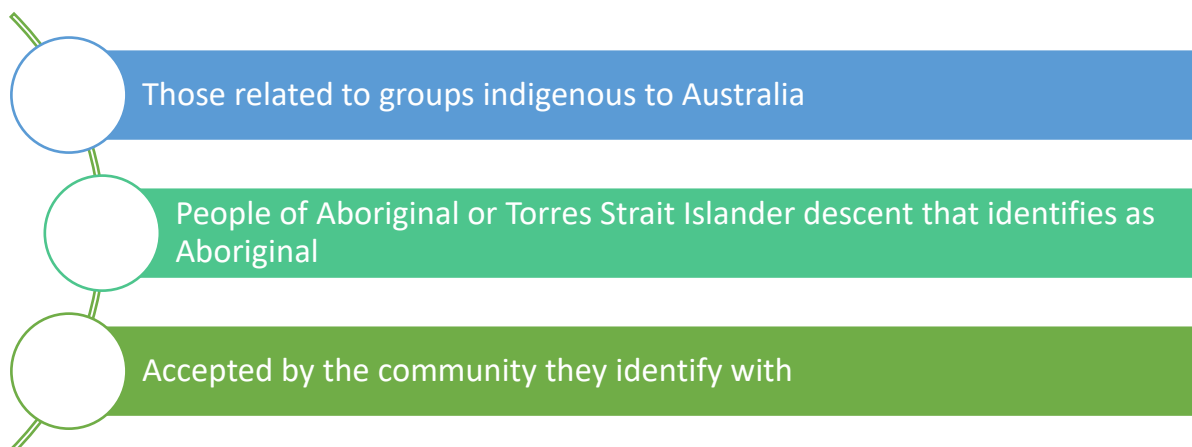 Those related to groups indigenous to Australia
People of Aboriginal or Torres Strait Islander descent that identifies as
Aboriginal
Accepted by the community they identify with